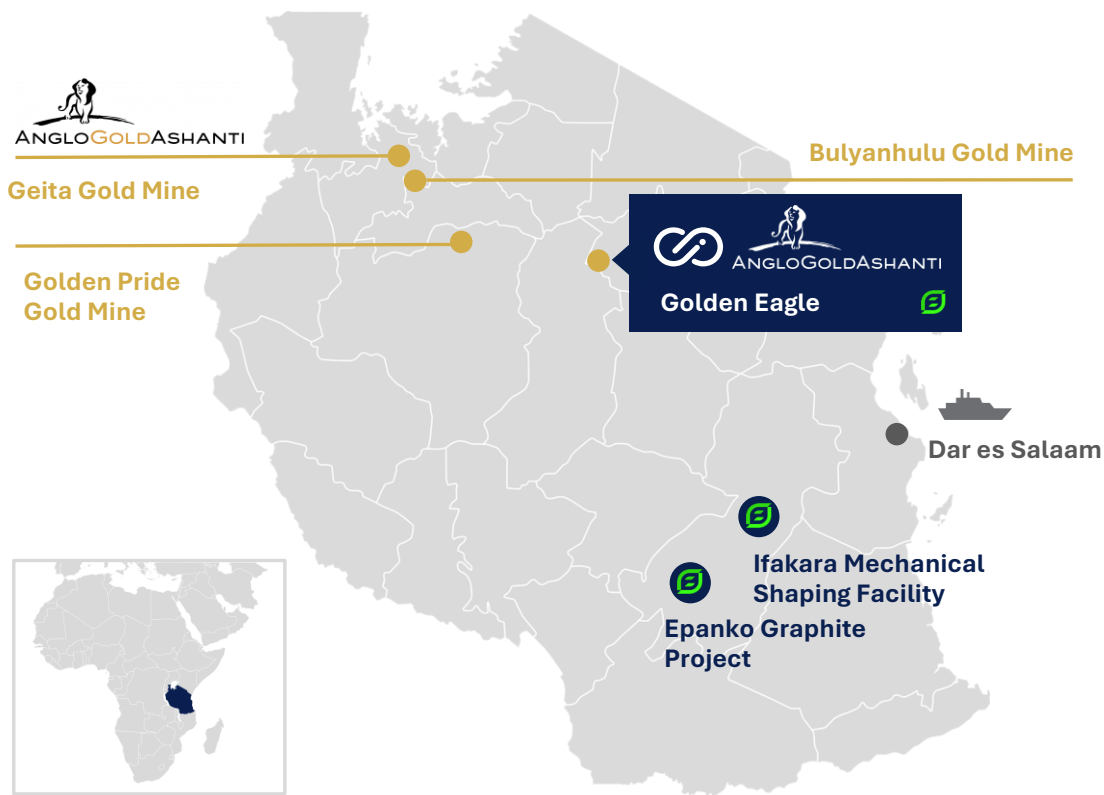 ANGLOGOLDASHANTI
Geita Gold Mine
Bulyanhulu Gold Mine
ANGLOGOLDASHANTI
Golden Eagle
Golden Pride
Gold Mine
Dar es Salaam
Ifakara Mechanical
Shaping Facility
Epanko Graphite
Project